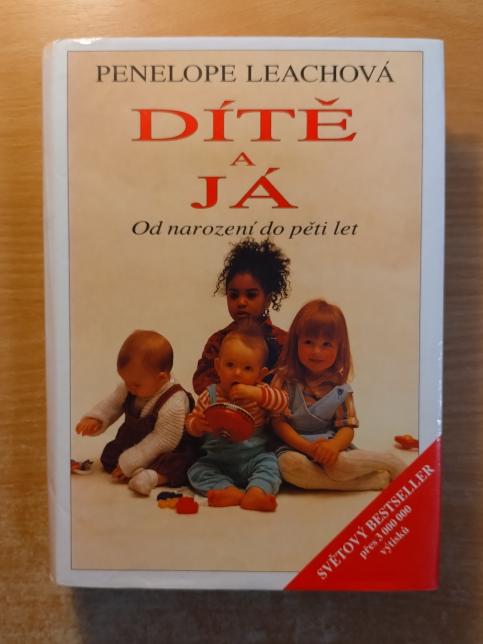 PENELOPE LEACHOVÁ
DÍTĚ
A
JÁ
Od narození do pěti let
SVĚTOVÝ BESTSELLER
přes 3 000 000
výtisků